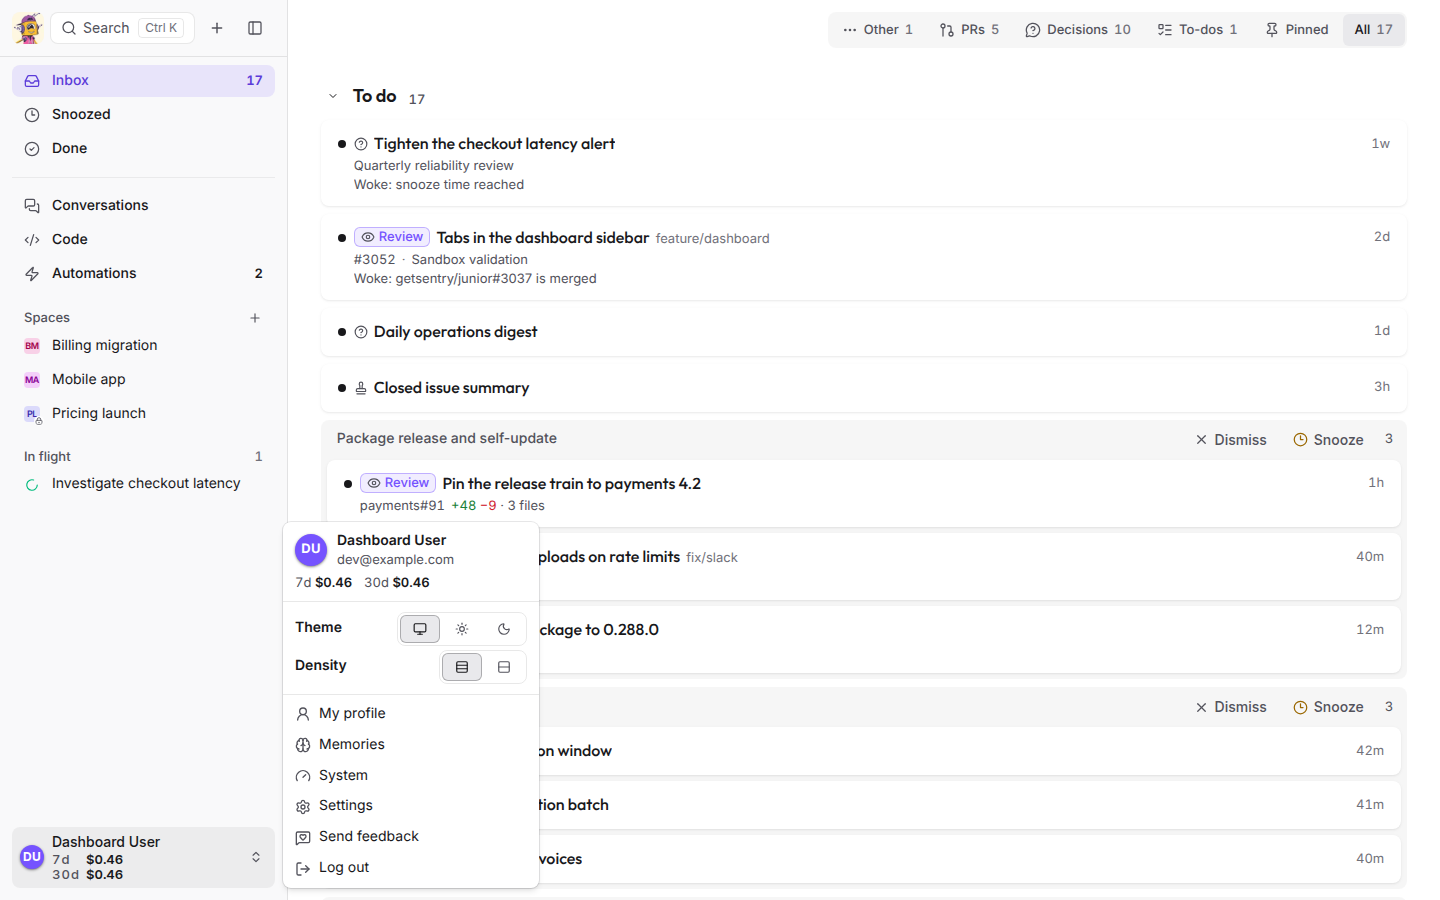 Search Ctrl K
Inbox 17
Snoozed
Done
Conversations
Code
Automations 2
Spaces
BM Billing migration
MA Mobile app
PL Pricing launch
In flight 1
Investigate checkout latency
DU Dashboard User
7d $0.46
30d $0.46
Other 1 PRs 5 Decisions 10 To-dos 1 Pinned All 17
To do 17
Tighten the checkout latency alert 1w
Quarterly reliability review
Woke: snooze time reached
Review Tabs in the dashboard sidebar feature/dashboard 2d
#3052 · Sandbox validation
Woke: getsentry/junior#3037 is merged
Daily operations digest 1d
Closed issue summary 3h
Package release and self-update Dismiss Snooze 3
Review Pin the release train to payments 4.2 1h
payments#91 +48 −9 · 3 files
ploads on rate limits fix/slack 40m
ckage to 0.288.0 12m
Dismiss Snooze 3
on window 42m
tion batch 41m
voices 40m
DU Dashboard User
dev@example.com
7d $0.46 30d $0.46
Theme
Density
My profile
Memories
System
Settings
Send feedback
Log out